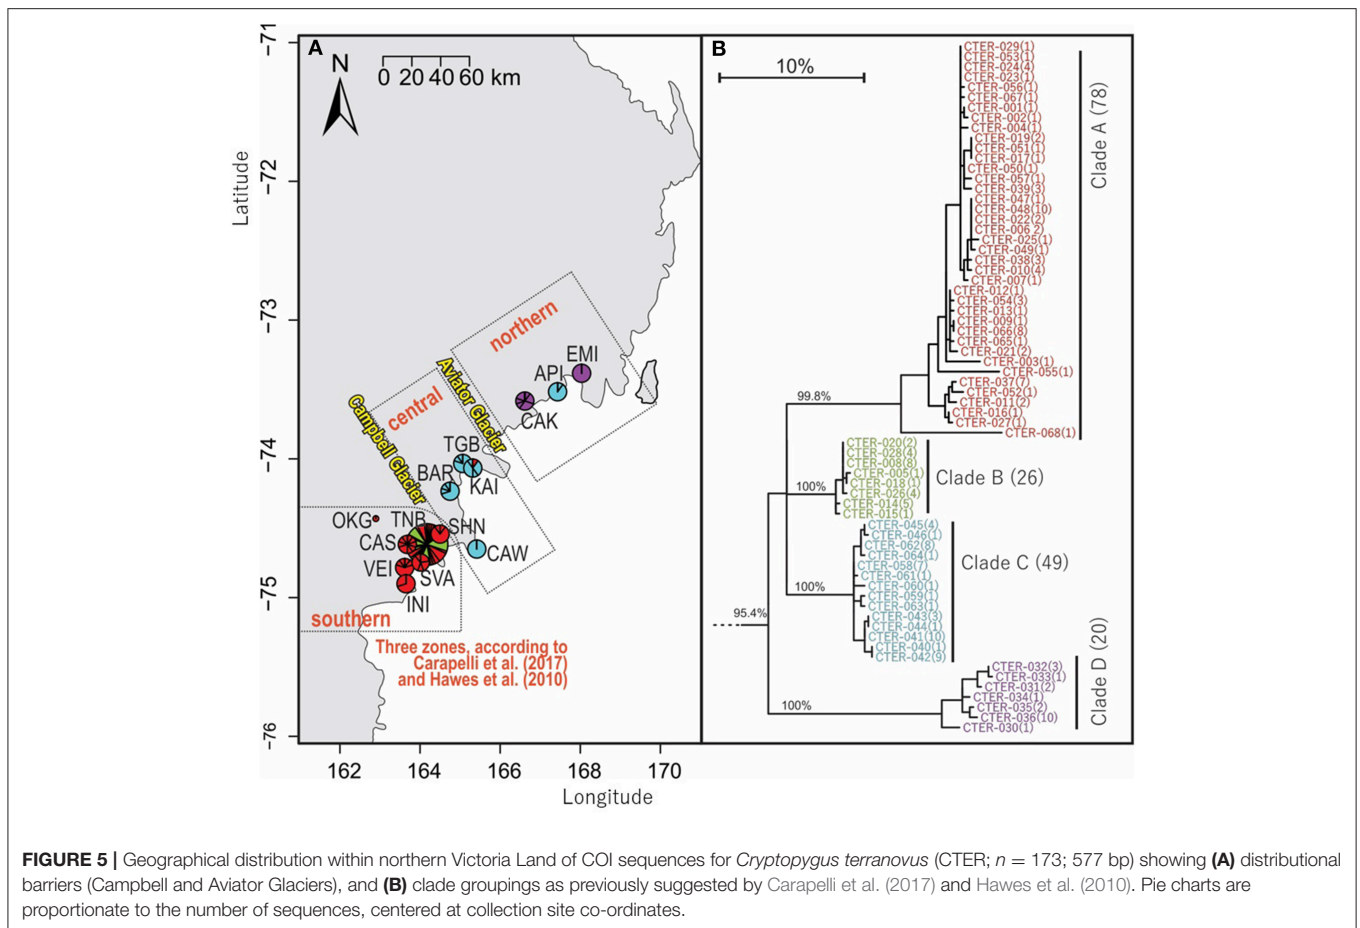 A
N
0 20 40 60 km
Latitude
-71
-72
-73
-74
-75
-76
northern
EMI
API
CAK
Aviator Glacier
central
Campbell Glacier
TGB
BAR
KAI
OKG
TNB
SHN
CAS
CAW
VEI
SVA
INI
southern
Three zones, according to
Carapelli et al. (2017)
and Hawes et al. (2010)
162 164 166 168 170
Longitude
B
10%
CTER-029(1)
CTER-053(1)
CTER-024(4)
CTER-023(1)
CTER-056(1)
CTER-067(1)
CTER-001(1)
CTER-002(1)
CTER-004(1)
CTER-019(2)
CTER-051(1)
CTER-017(1)
CTER-050(1)
CTER-057(1)
CTER-039(3)
CTER-047(1)
CTER-048(10)
CTER-022(2)
CTER-006 2)
CTER-025(1)
CTER-049(1)
CTER-038(3)
CTER-010(4)
CTER-007(1)
CTER-012(1)
CTER-054(3)
CTER-013(1)
CTER-009(1)
CTER-066(8)
CTER-065(1)
CTER-021(2)
CTER-003(1)
CTER-055(1)
CTER-037(7)
CTER-052(1)
CTER-011(2)
CTER-016(1)
CTER-027(1)
CTER-068(1)
Clade A (78)
99.8%
CTER-020(2)
CTER-028(4)
CTER-008(8)
CTER-005(1)
CTER-018(1)
CTER-026(4)
CTER-014(5)
CTER-015(1)
Clade B (26)
100%
CTER-045(4)
CTER-046(1)
CTER-062(8)
CTER-064(1)
CTER-058(7)
CTER-061(1)
CTER-060(1)
CTER-059(1)
CTER-063(1)
CTER-043(3)
CTER-044(1)
CTER-041(10)
CTER-040(1)
CTER-042(9)
Clade C (49)
100%
95.4%
CTER-032(3)
CTER-033(1)
CTER-031(2)
CTER-034(1)
CTER-035(2)
CTER-036(10)
CTER-030(1)
Clade D (20)
100%
FIGURE 5 | Geographical distribution within northern Victoria Land of COI sequences for Cryptopygus terranovus (CTER; n = 173; 577 bp) showing (A) distributional
barriers (Campbell and Aviator Glaciers), and (B) clade groupings as previously suggested by Carapelli et al. (2017) and Hawes et al. (2010). Pie charts are
proportionate to the number of sequences, centered at collection site co-ordinates.